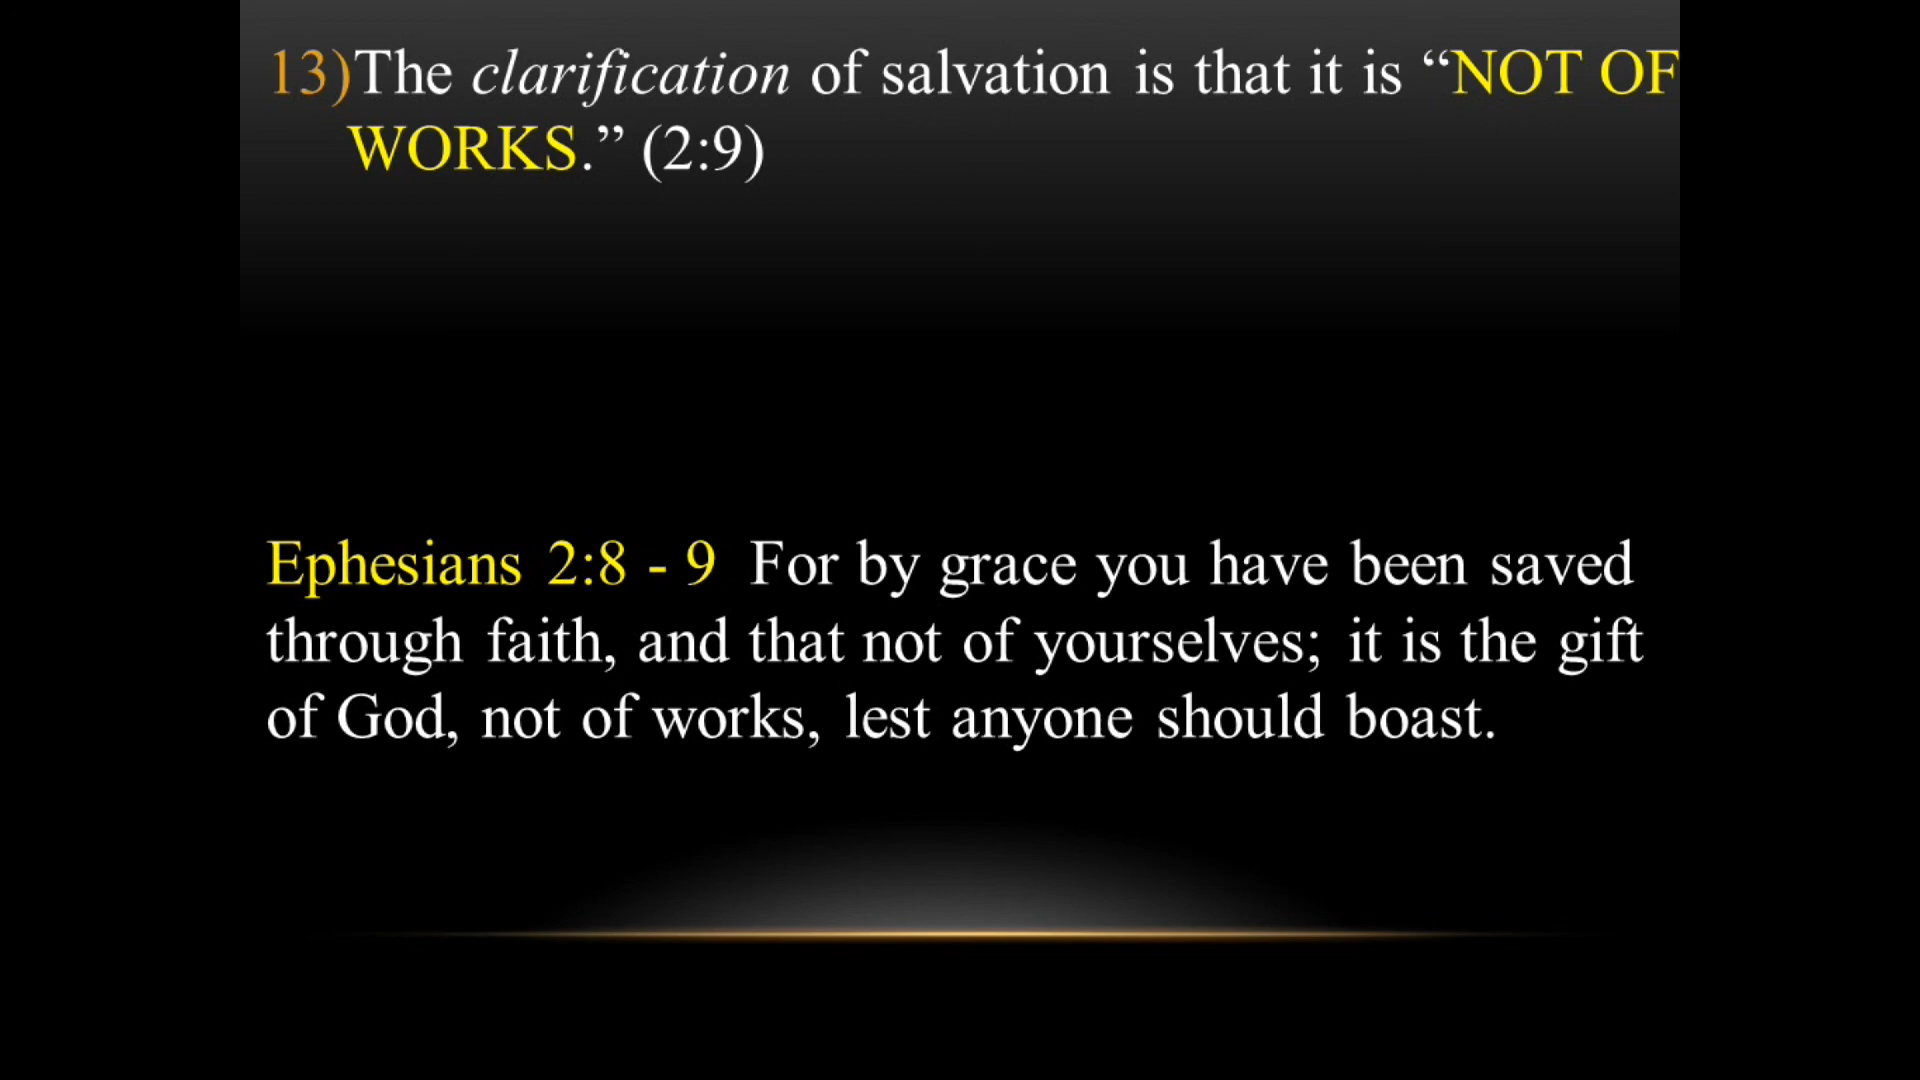 13)The clarification of salvation is that it is “NOT OF
WORKS.” (2:9)
Ephesians 2:8 - 9 For by grace you have been saved
through faith, and that not of yourselves; it is the gift
of God, not of works, lest anyone should boast.